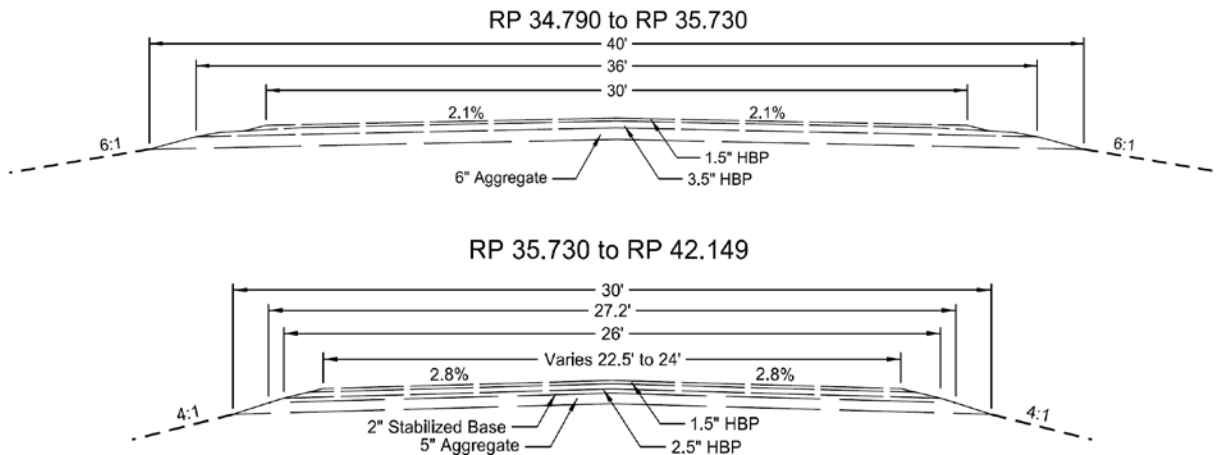 RP 34.790 to RP 35.730
40'
36'
30'
2.1% 2.1%
6:1 6:1
1.5" HBP
6" Aggregate 3.5" HBP
RP 35.730 to RP 42.149
30'
27.2'
26'
Varies 22.5' to 24'
2.8% 2.8%
4:1 4:1
2" Stabilized Base 1.5" HBP
5" Aggregate 2.5" HBP